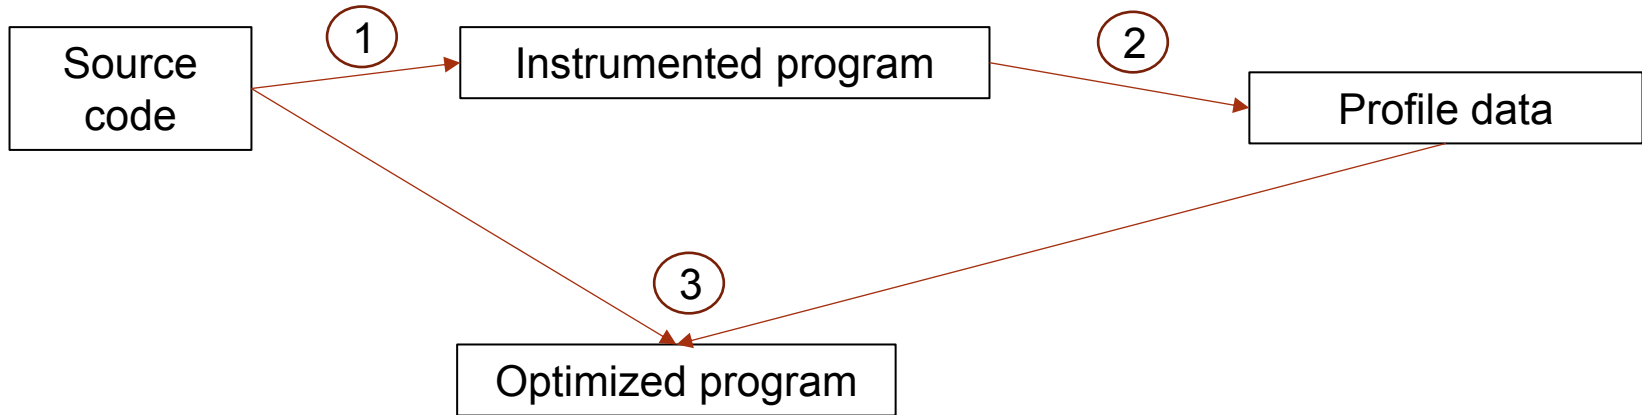 1
2
Source
code
Instrumented program
Profile data
3
Optimized program